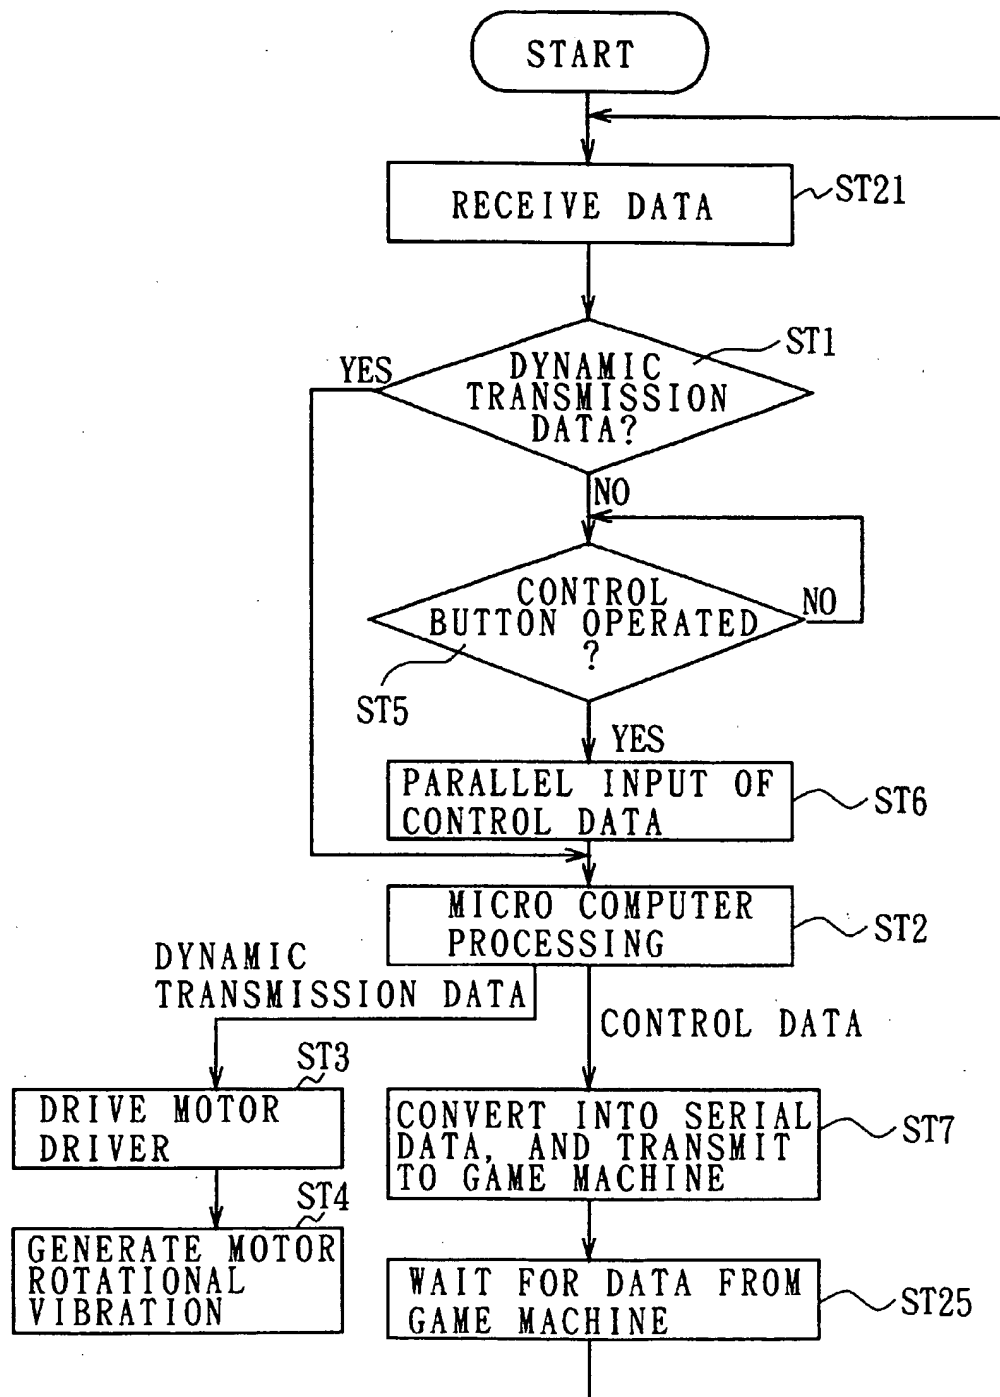 START
RECEIVE DATA
ST21
DYNAMIC
TRANSMISSION
DATA?
ST1
YES
NO
CONTROL
BUTTON OPERATED
?
NO
ST5
YES
PARALLEL INPUT OF
CONTROL DATA
ST6
MICRO COMPUTER
PROCESSING
ST2
DYNAMIC
TRANSMISSION DATA
CONTROL DATA
ST3
DRIVE MOTOR
DRIVER
CONVERT INTO SERIAL
DATA, AND TRANSMIT
TO GAME MACHINE
ST7
ST4
GENERATE MOTOR
ROTATIONAL
VIBRATION
WAIT FOR DATA FROM
GAME MACHINE
ST25